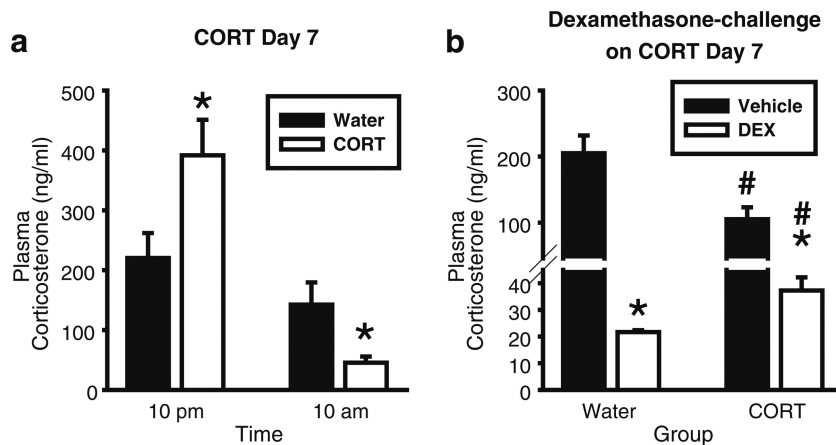 a
CORT Day 7
Plasma
Corticosterone (ng/ml)
500
400
300
200
100
0
Water
CORT
*
*
10 pm
10 am
Time
b
Dexamethasone-challenge
on CORT Day 7
Plasma
Corticosterone (ng/ml)
300
200
100
40
30
20
10
0
Vehicle
DEX
*
#
#
*
Water
CORT
Group